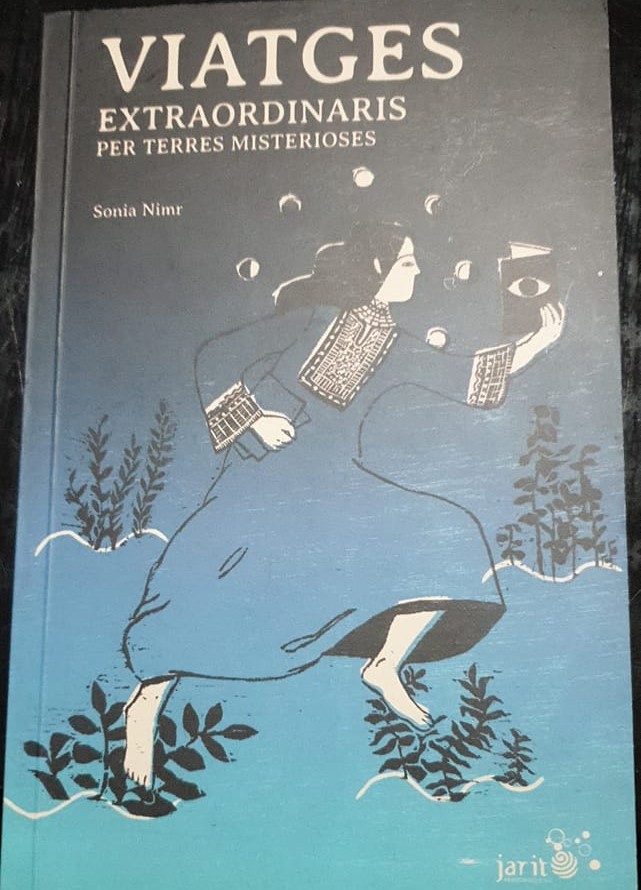 VIATGES
EXTRAORDINARIS
PER TERRES MISTERIOSES
Sonia Nimr
jarit